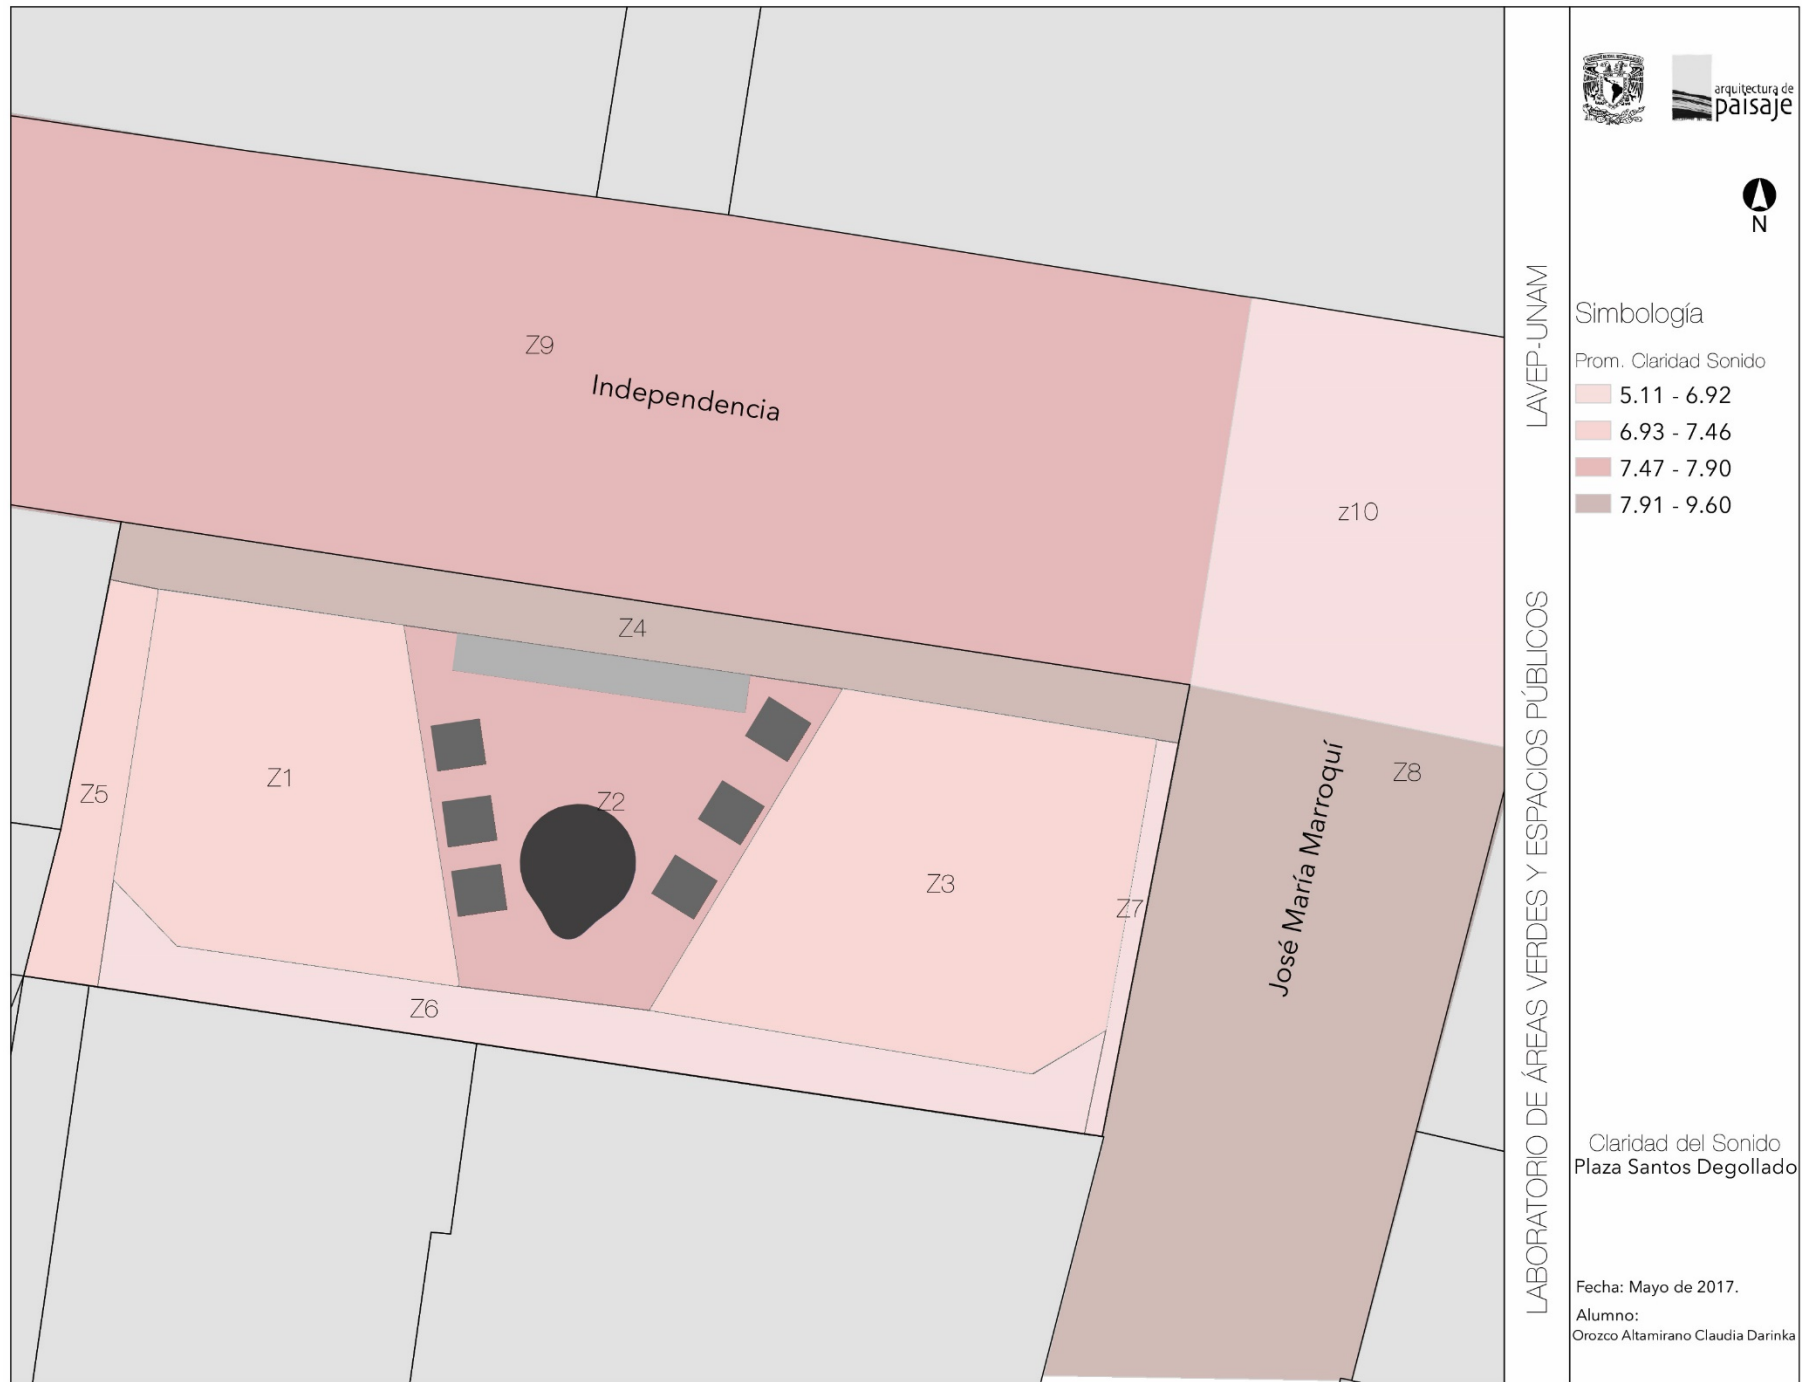 Z9
Independencia
z10
Z4
Z8
José María Marroquí
Z5
Z1
Z2
Z3
Z7
Z6
LAVEP-UNAM
LABORATORIO DE ÁREAS VERDES Y ESPACIOS PÚBLICOS
arquitectura de
paisaje
N
Simbología
Prom. Claridad Sonido
5.11 - 6.92
6.93 - 7.46
7.47 - 7.90
7.91 - 9.60
Claridad del Sonido
Plaza Santos Degollado
Fecha: Mayo de 2017.
Alumno:
Orozco Altamirano Claudia Darinka